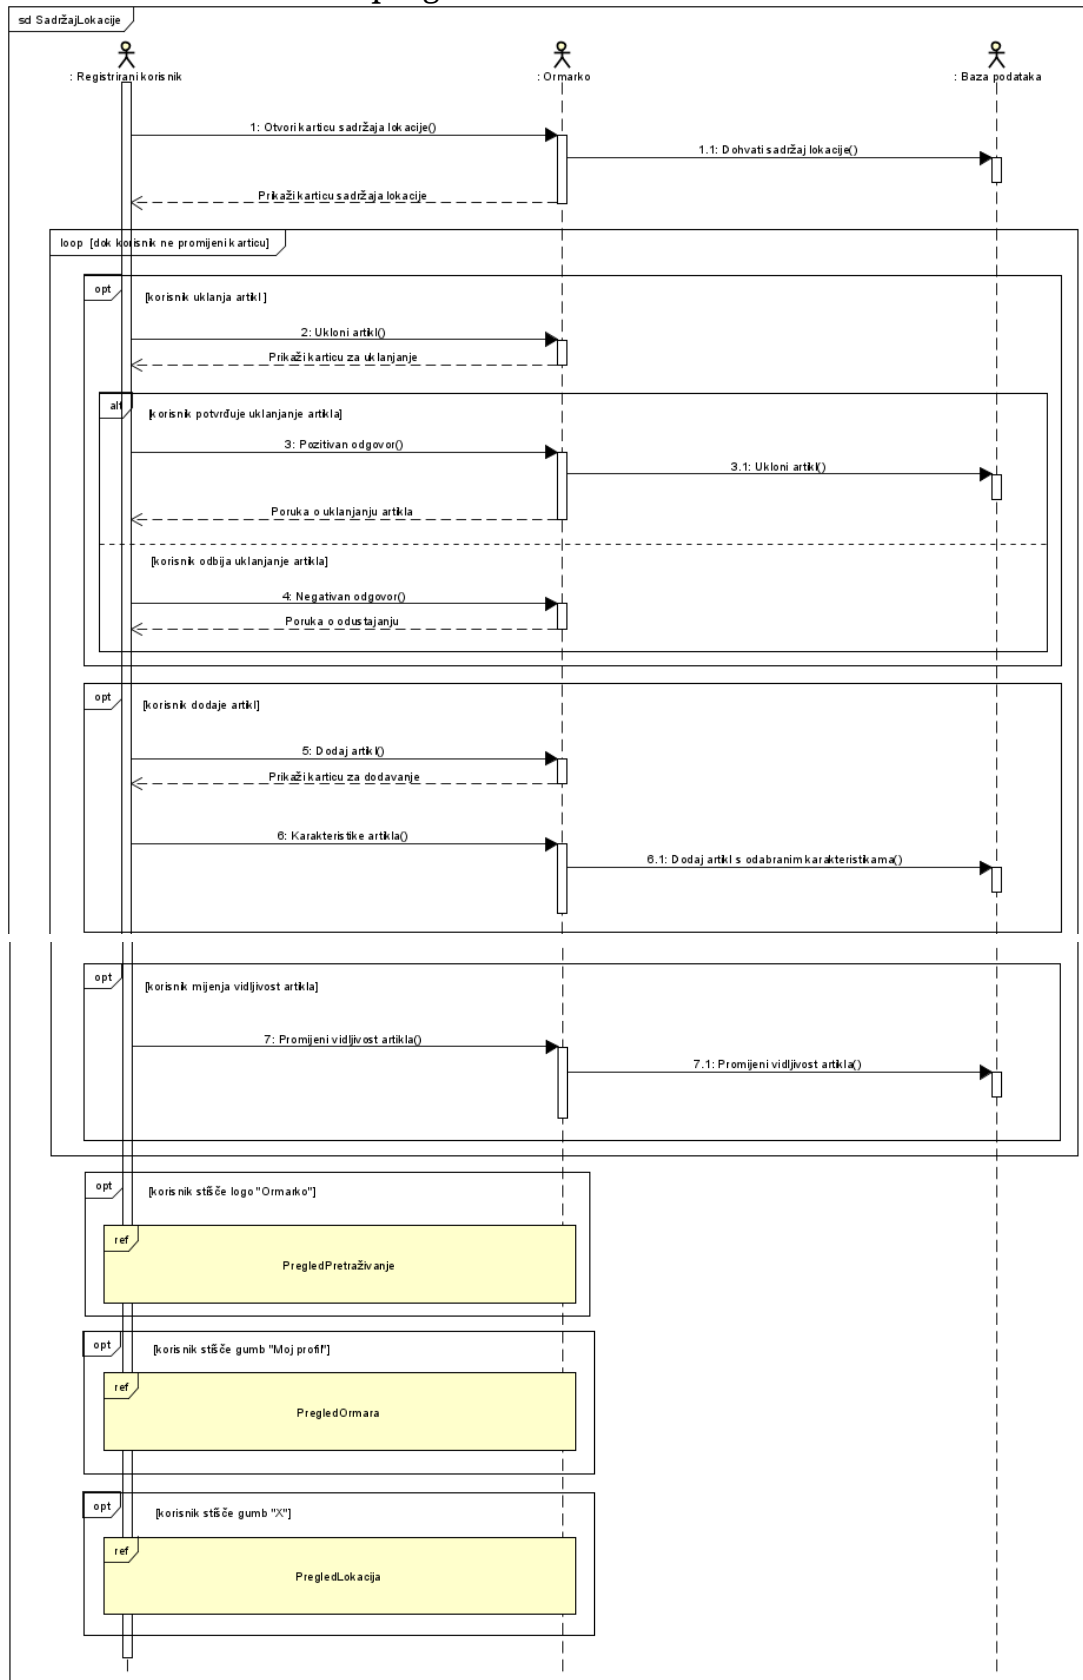 sd SadržajLokacije
: Registrirani korisnik
: Ormarko
: Baza podataka
1: Otvori karticu sadržaja lokacije()
1.1: Dohvati sadržaj lokacije()
Prikaži karticu sadržaja lokacije
loop [dok korisnik ne promijeni karticu]
opt
[korisnik uklanja artikl ]
2: Ukloni artikl()
Prikaži karticu za uklanjanje
alt
[korisnik potvrđuje uklanjanje artikla]
3: Pozitivan odgovor()
3.1: Ukloni artikl()
Poruka o uklanjanju artikla
[korisnik odbija uklanjanje artikla]
4: Negativan odgovor()
Poruka o odustajanju
opt
[korisnik dodaje artikl]
5: Dodaj artikl()
Prikaži karticu za dodavanje
6: Karakteristike artikla()
6.1: Dodaj artikl s odabranim karakteristikama()
opt
[korisnik mijenja vidljivost artikla]
7: Promijeni vidljivost artikla()
7.1: Promijeni vidljivost artikla()
opt
[korisnik stišče logo "Ormarko"]
ref
PregledPretraživanje
opt
[korisnik stišče gumb "Moj profil"]
ref
PregledOrmara
opt
[korisnik stišče gumb "X"]
ref
PregledLokacija